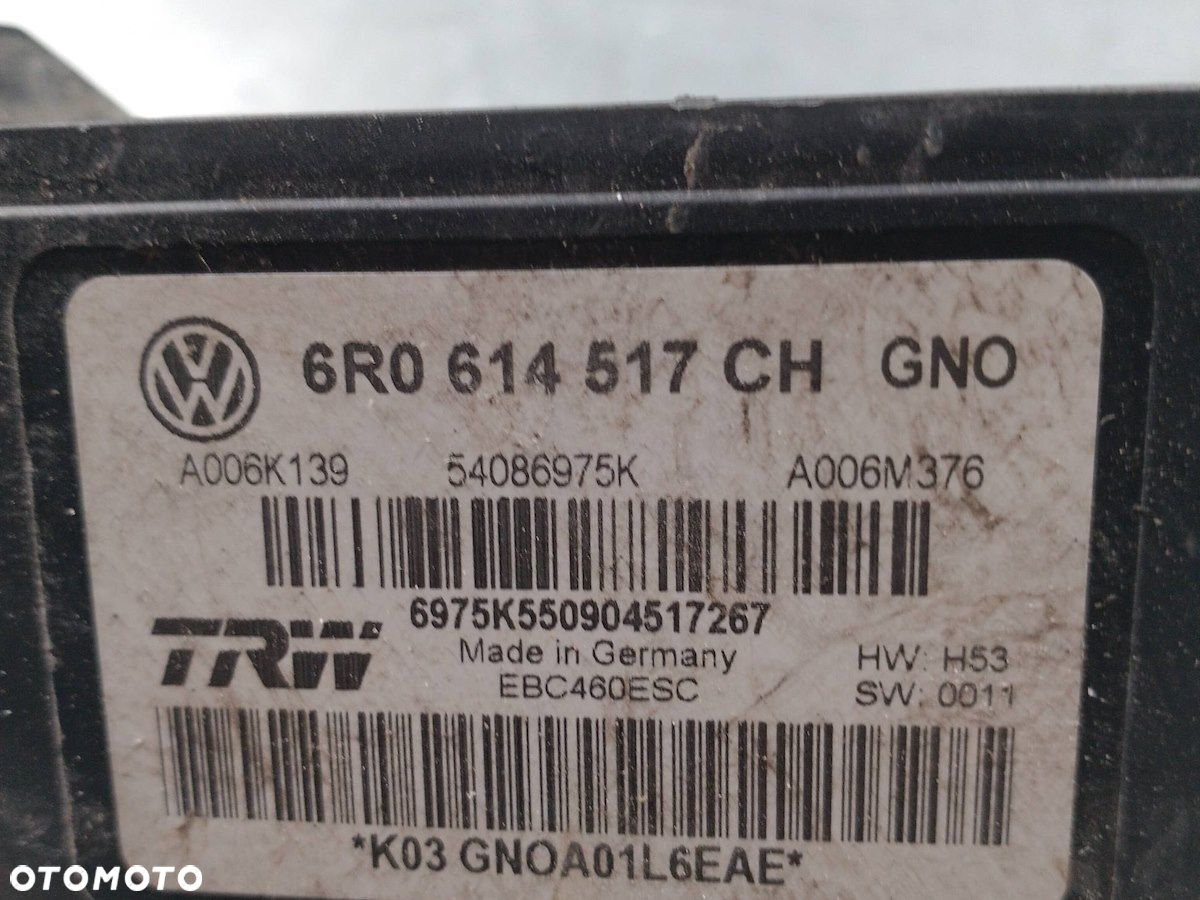 6R0 614 517 CH GNO
A006K139 54086975K A006M376
6975K550904517267
TRW
Made in Germany
HW: H53
EBC460ESC
SW: 0011
*K03 GNOA01L6EAE*
OTOMOTO